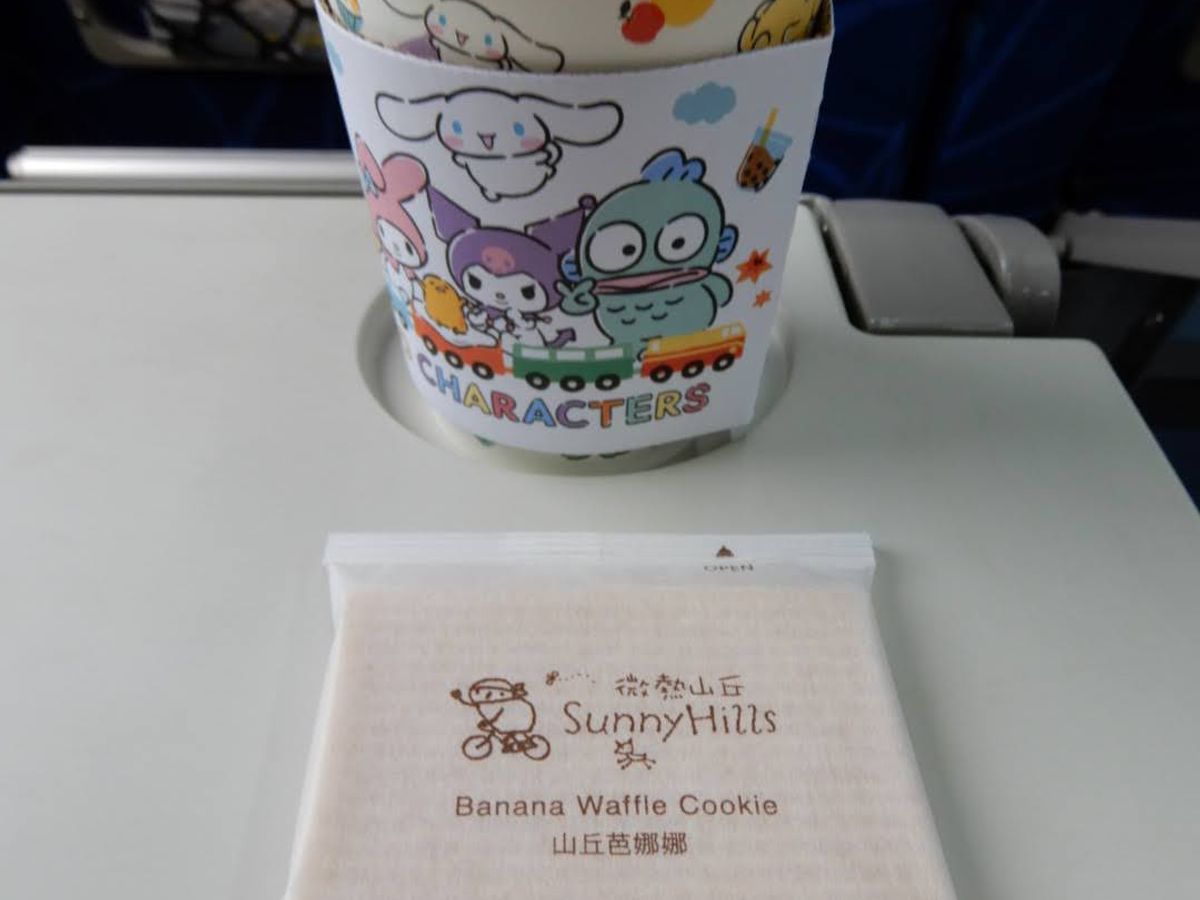 CHARACTERS
OPEN
微熱山丘
SunnyHills
Banana Waffle Cookie
山丘芭娜娜